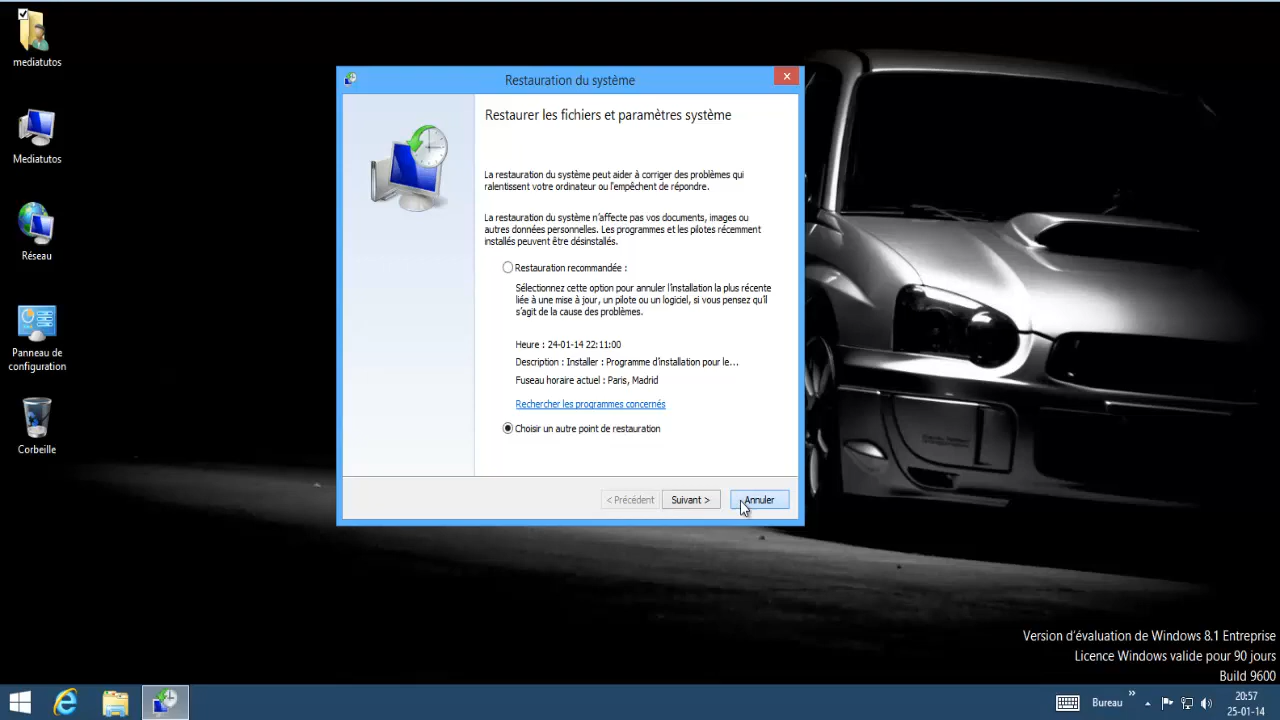 mediatutos
Mediatutos
Réseau
Panneau de
configuration
Corbeille
Restauration du système
Restaurer les fichiers et paramètres système
La restauration du système peut aider à corriger des problèmes qui
ralentissent votre ordinateur ou l'empêchent de répondre.
La restauration du système n'affecte pas vos documents, images ou
autres données personnelles. Les programmes et les pilotes récemment
installés peuvent être désinstallés.
Restauration recommandée :
Sélectionnez cette option pour annuler l'installation la plus récente
liée à une mise à jour, un pilote ou un logiciel, si vous pensez qu'il
s'agit de la cause des problèmes.
Heure : 24-01-14 22:11:00
Description : Installer : Programme d'installation pour le...
Fuseau horaire actuel : Paris, Madrid
Rechercher les programmes concernés
Choisir un autre point de restauration
< Précédent
Suivant >
Annuler
Version d'évaluation de Windows 8.1 Entreprise
Licence Windows valide pour 90 jours
Build 9600
Bureau
20:57
25-01-14